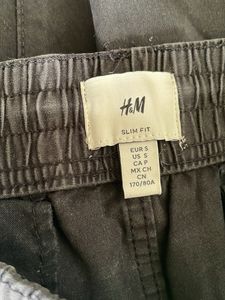 H&M
SLIM FIT
EUR S
US S
CA P
MX CH
CN
170/80A